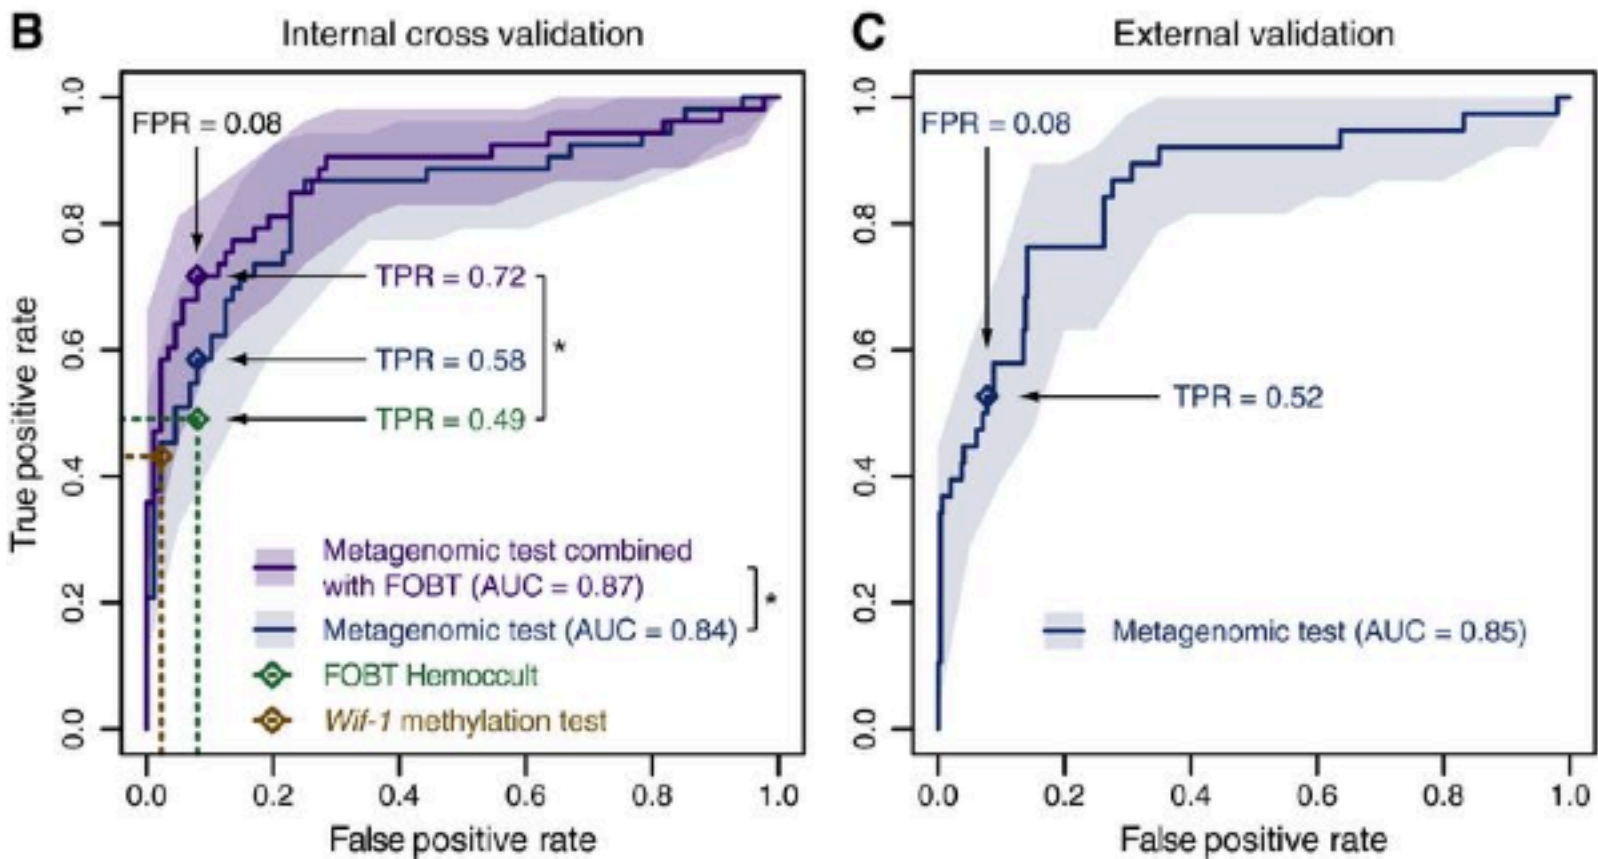 B
Internal cross validation
1.0
0.8
0.6
0.4
0.2
0.0
True positive rate
FPR = 0.08
TPR = 0.72
TPR = 0.58
*
TPR = 0.49
Metagenomic test combined
with FOBT (AUC = 0.87)
*
Metagenomic test (AUC = 0.84)
FOBT Hemoccult
Wif-1 methylation test
0.0 0.2 0.4 0.6 0.8 1.0
False positive rate
C
External validation
1.0
0.8
0.6
0.4
0.2
0.0
FPR = 0.08
TPR = 0.52
Metagenomic test (AUC = 0.85)
0.0 0.2 0.4 0.6 0.8 1.0
False positive rate